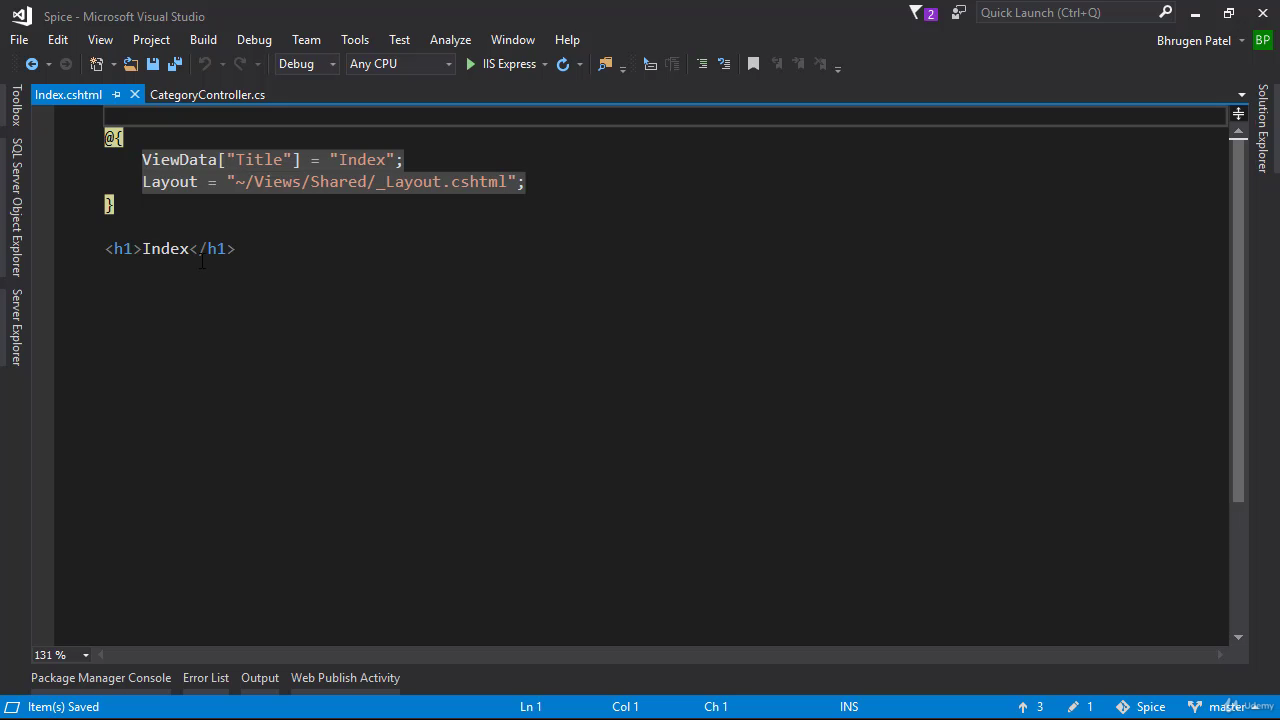 Spice - Microsoft Visual Studio
2
Quick Launch (Ctrl+Q)
File Edit View Project Build Debug Team Tools Test Analyze Window Help
Bhrugen Patel
BP
Debug
Any CPU
IIS Express
Index.cshtml
CategoryController.cs
Toolbox
SQL Server Object Explorer
Server Explorer
Solution Explorer
@{
ViewData["Title"] = "Index";
Layout = "~/Views/Shared/_Layout.cshtml";
}
<h1>Index</h1>
131 %
Package Manager Console Error List Output Web Publish Activity
Item(s) Saved
Ln 1
Col 1
Ch 1
INS
3
1
Spice
master
Udemy